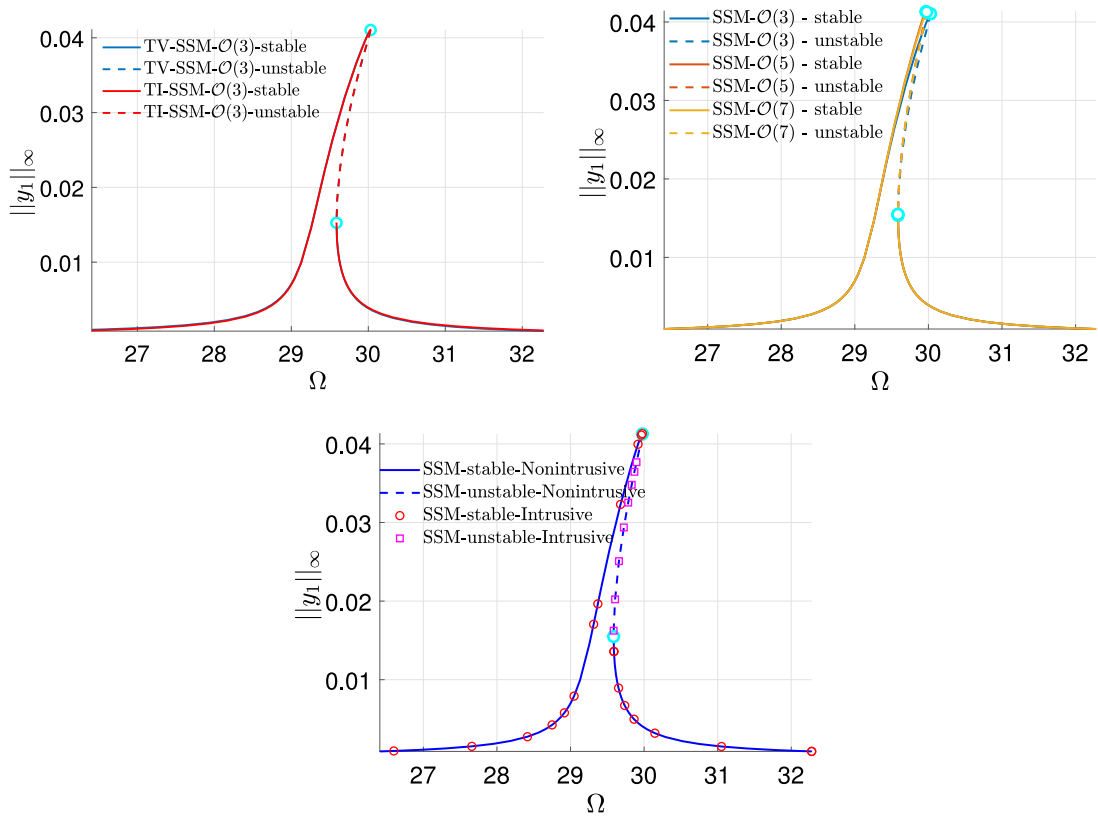 0.04
0.03
0.02
0.01
||y₁||∞
TV-SSM-𝒪(3)-stable
TV-SSM-𝒪(3)-unstable
TI-SSM-𝒪(3)-stable
TI-SSM-𝒪(3)-unstable
27 28 29 30 31 32
Ω
0.04
0.03
0.02
0.01
||y₁||∞
SSM-𝒪(3) - stable
SSM-𝒪(3) - unstable
SSM-𝒪(5) - stable
SSM-𝒪(5) - unstable
SSM-𝒪(7) - stable
SSM-𝒪(7) - unstable
27 28 29 30 31 32
Ω
0.04
0.03
0.02
0.01
||y₁||∞
SSM-stable-Nonintrusive
SSM-unstable-Nonintrusive
SSM-stable-Intrusive
SSM-unstable-Intrusive
27 28 29 30 31 32
Ω